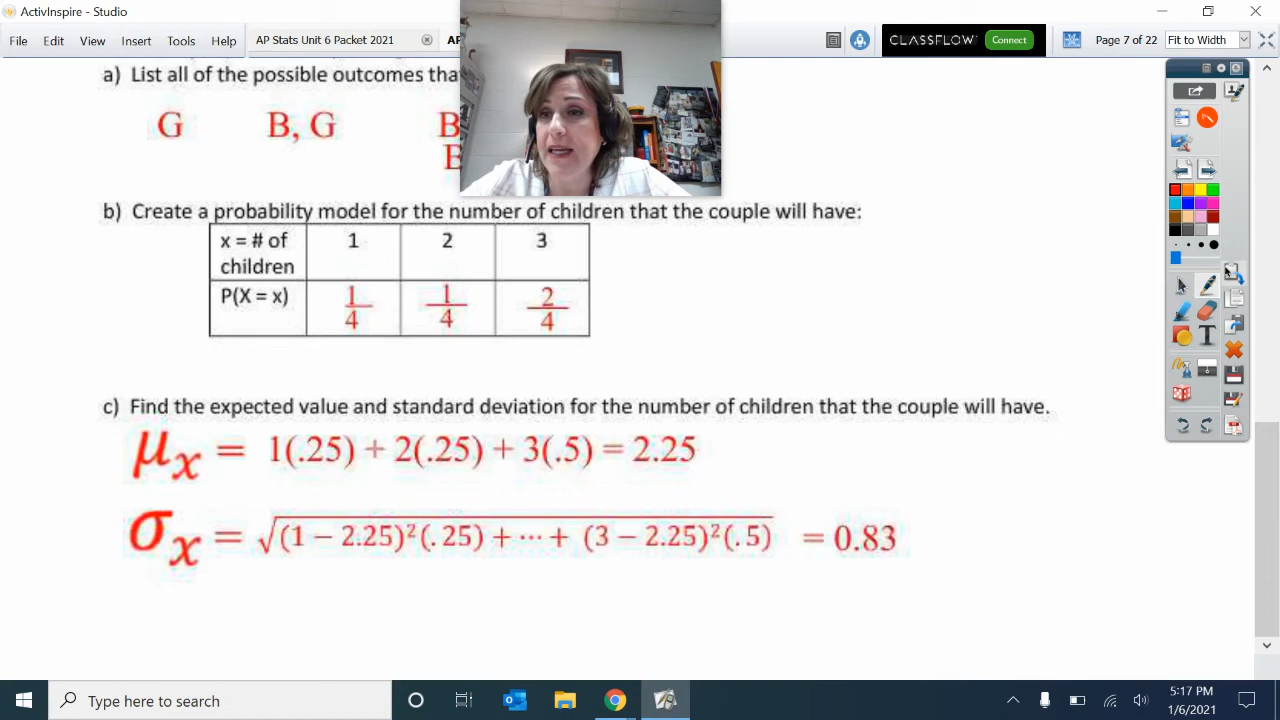 ActivInspire - Studio
File Edit View Insert Tools Help AP Stats Unit 4 Packet 2021 CLASSFLOW Connect Page 7 of 22 Fit to Width
a) List all of the possible outcomes
G B, G
b) Create a probability model for the number of children that the couple will have:
x = # of 1 2 3
children
P(X = x) 1/4 1/4 2/4
c) Find the expected value and standard deviation for the number of children that the couple will have.
μx = 1(.25) + 2(.25) + 3(.5) = 2.25
σx = √(1 − 2.25)²(.25) + ⋯ + (3 − 2.25)²(.5) = 0.83
Type here to search
5:17 PM
1/6/2021